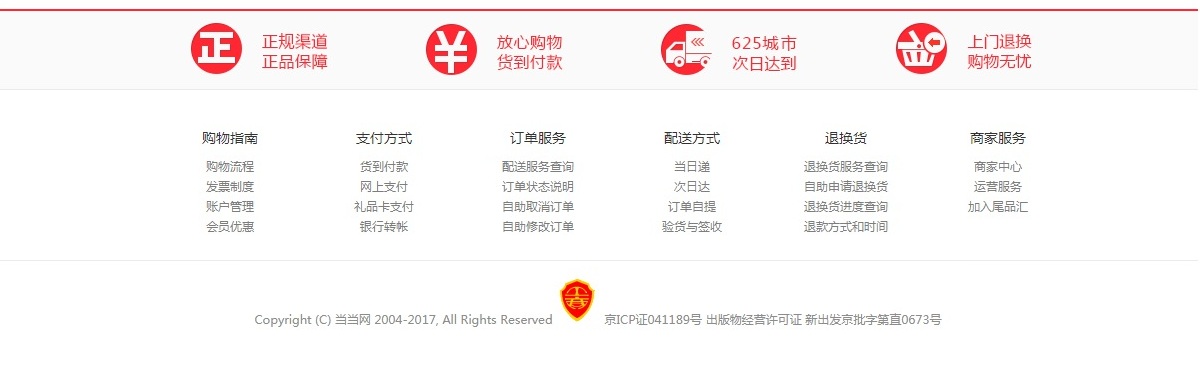 正
正规渠道
正品保障
¥
放心购物
货到付款
625城市
次日达到
上门退换
购物无忧
购物指南
购物流程
发票制度
账户管理
会员优惠
支付方式
货到付款
网上支付
礼品卡支付
银行转帐
订单服务
配送服务查询
订单状态说明
自助取消订单
自助修改订单
配送方式
当日递
次日达
订单自提
验货与签收
退换货
退换货服务查询
自助申请退换货
退换货进度查询
退款方式和时间
商家服务
商家中心
运营服务
加入尾品汇
Copyright (C) 当当网 2004-2017, All Rights Reserved 京ICP证041189号 出版物经营许可证 新出发京批字第直0673号